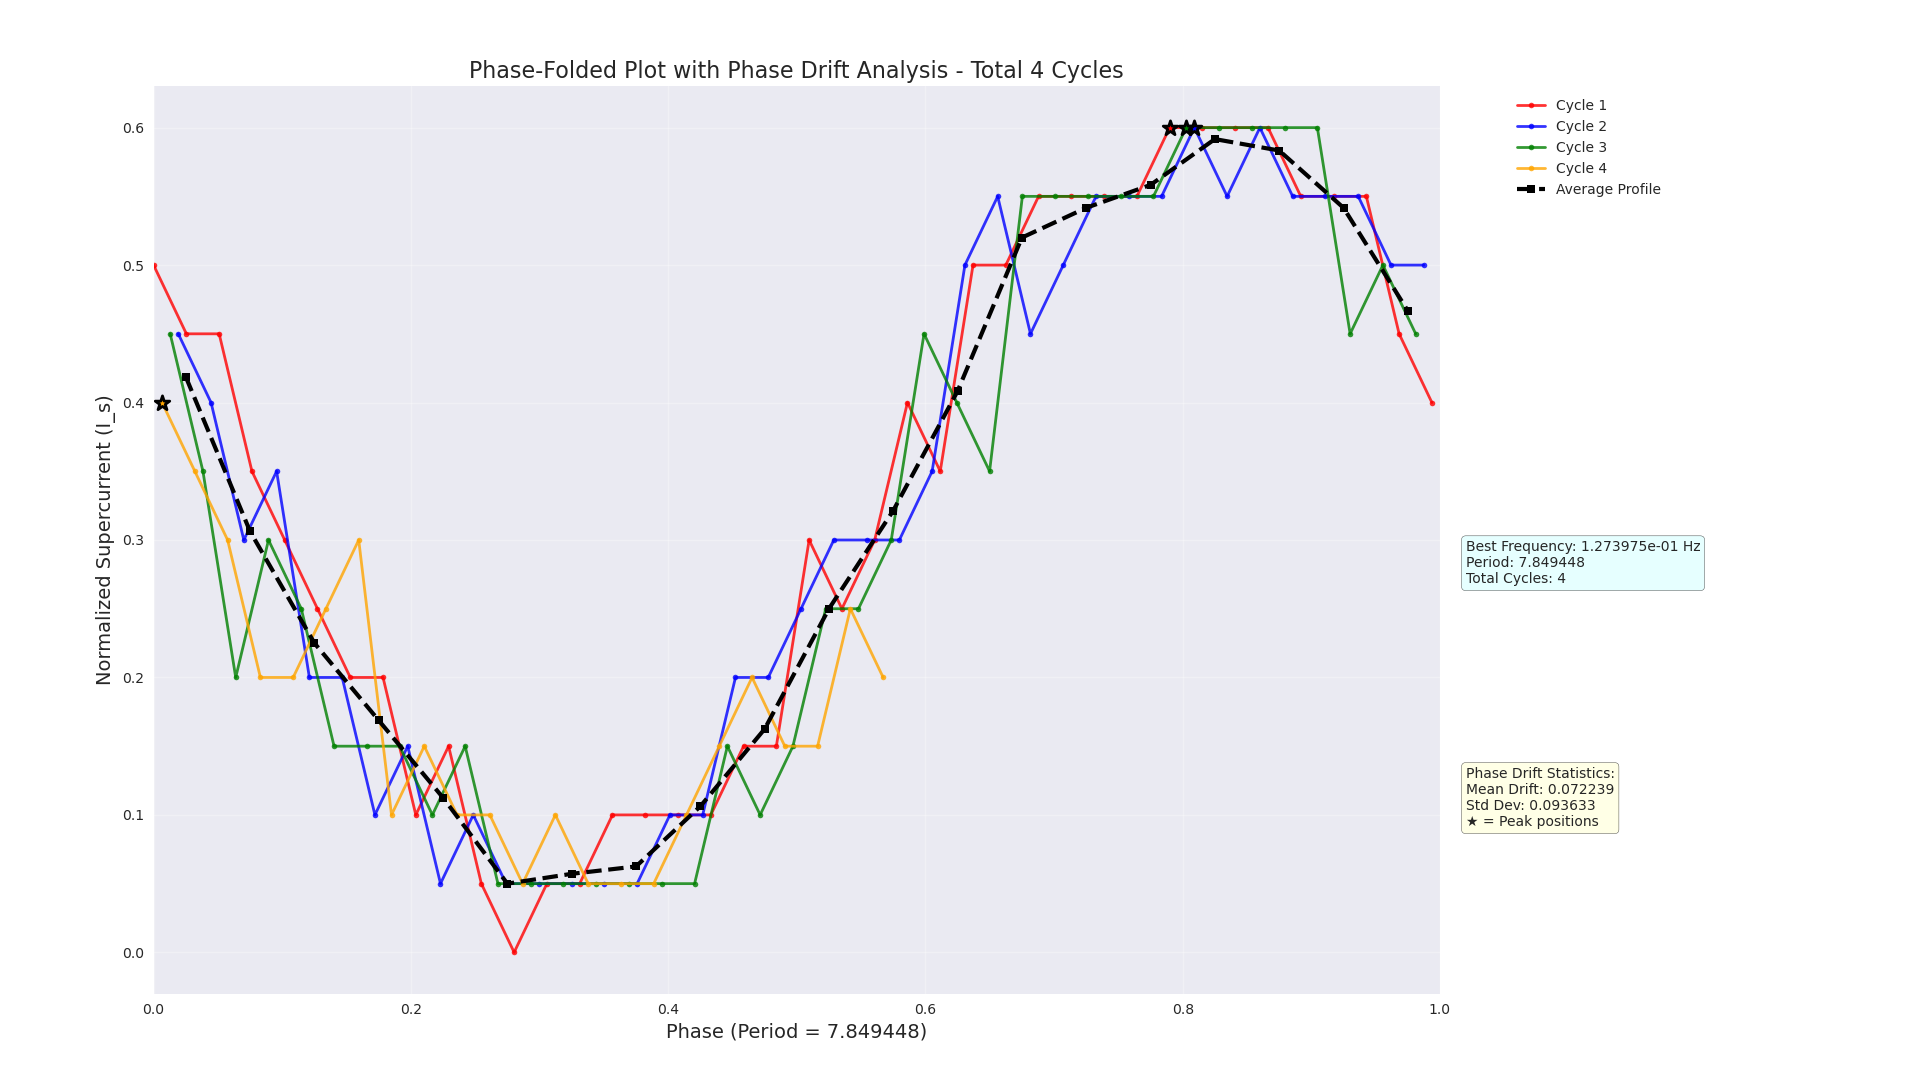 Phase-Folded Plot with Phase Drift Analysis - Total 4 Cycles
Normalized Supercurrent (I_s)
0.6
0.5
0.4
0.3
0.2
0.1
0.0
0.0 0.2 0.4 0.6 0.8 1.0
Phase (Period = 7.849448)
Cycle 1
Cycle 2
Cycle 3
Cycle 4
Average Profile
Best Frequency: 1.273975e-01 Hz
Period: 7.849448
Total Cycles: 4
Phase Drift Statistics:
Mean Drift: 0.072239
Std Dev: 0.093633
★ = Peak positions